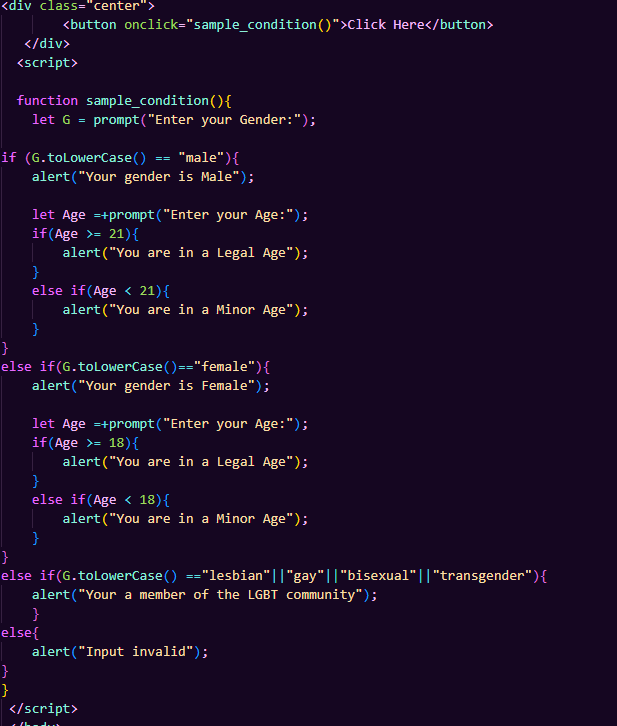 <div class="center">
<button onclick="sample_condition()">Click Here</button>
</div>
<script>
function sample_condition(){
let G = prompt("Enter your Gender:");
if (G.toLowerCase() == "male"){
alert("Your gender is Male");
let Age =+prompt("Enter your Age:");
if(Age >= 21){
alert("You are in a Legal Age");
}
else if(Age < 21){
alert("You are in a Minor Age");
}
}
else if(G.toLowerCase()=="female"){
alert("Your gender is Female");
let Age =+prompt("Enter your Age:");
if(Age >= 18){
alert("You are in a Legal Age");
}
else if(Age < 18){
alert("You are in a Minor Age");
}
}
else if(G.toLowerCase() =="lesbian"||"gay"||"bisexual"||"transgender"){
alert("Your a member of the LGBT community");
}
else{
alert("Input invalid");
}
}
</script>
</body>